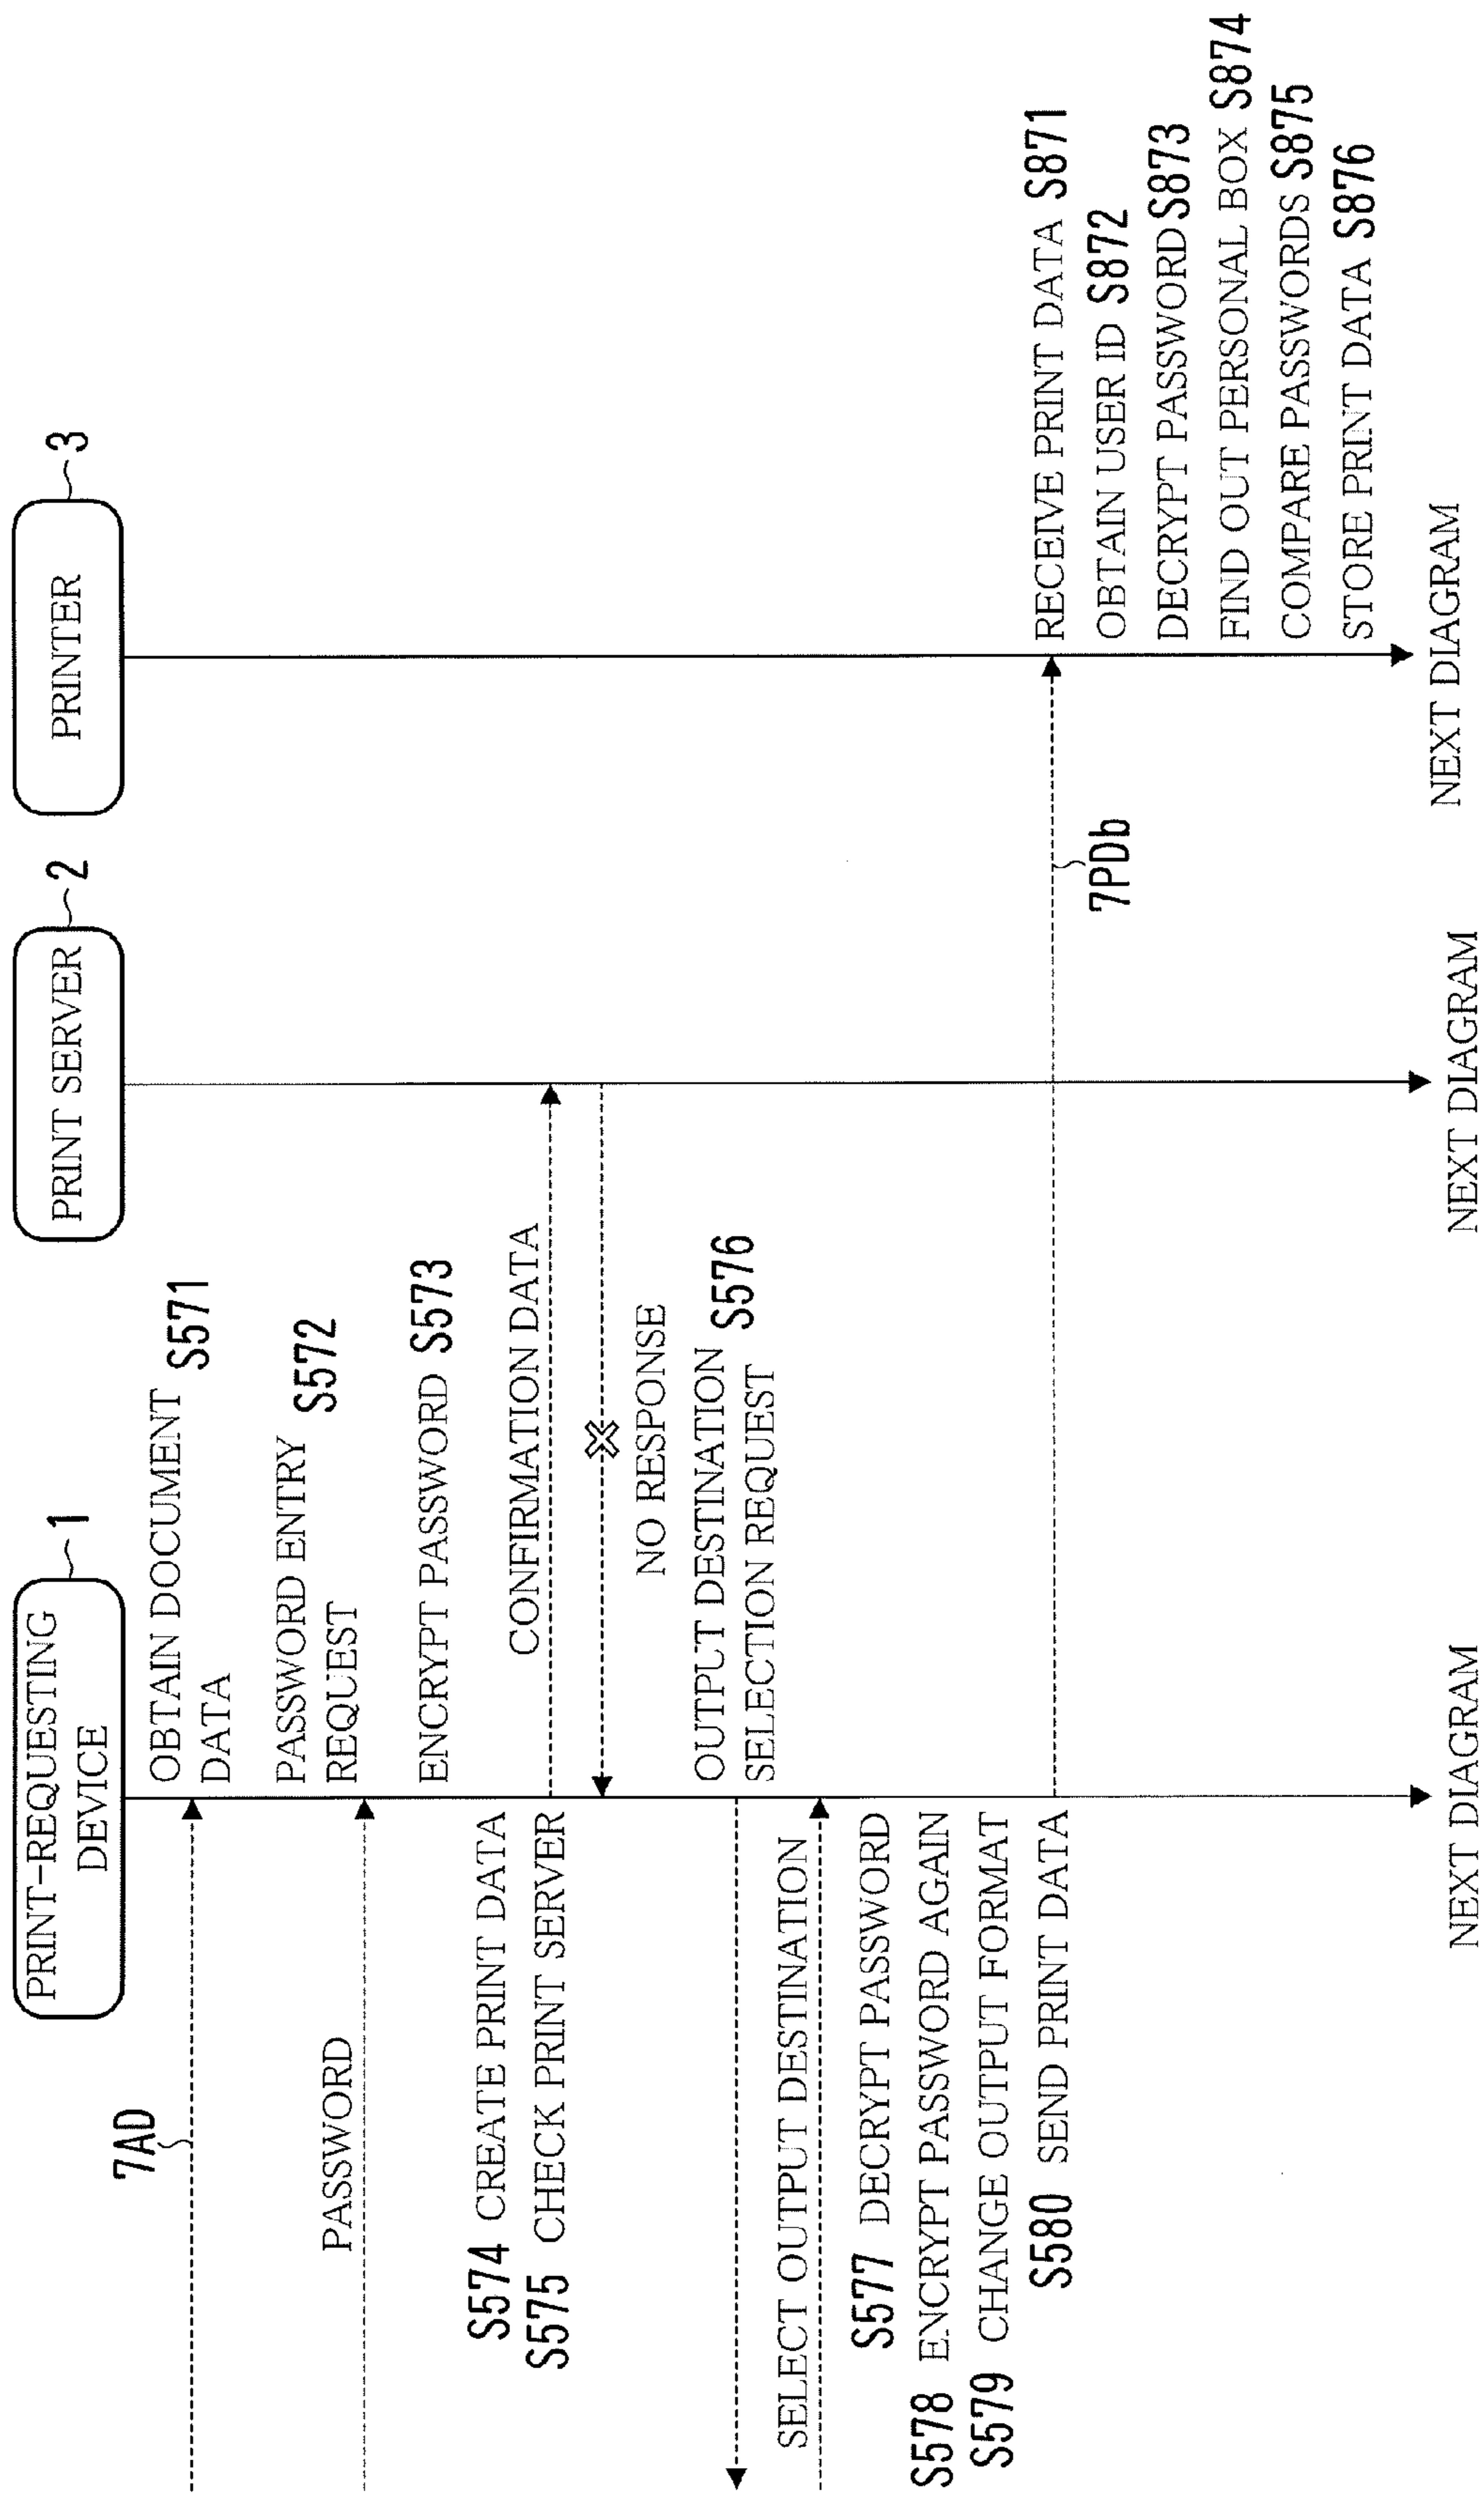 PRINT-REQUESTING
DEVICE
1
PRINT SERVER
2
PRINTER
3
7AD
OBTAIN DOCUMENT
DATA
S571
PASSWORD
PASSWORD ENTRY
REQUEST
S572
ENCRYPT PASSWORD S573
S574 CREATE PRINT DATA
S575 CHECK PRINT SERVER
CONFIRMATION DATA
NO RESPONSE
OUTPUT DESTINATION
SELECTION REQUEST
S576
SELECT OUTPUT DESTINATION
S577 DECRYPT PASSWORD
S578 ENCRYPT PASSWORD AGAIN
S579 CHANGE OUTPUT FORMAT
S580 SEND PRINT DATA
7PDb
RECEIVE PRINT DATA S871
OBTAIN USER ID S872
DECRYPT PASSWORD S873
FIND OUT PERSONAL BOX S874
COMPARE PASSWORDS S875
STORE PRINT DATA S876
NEXT DIAGRAM
NEXT DIAGRAM
NEXT DIAGRAM